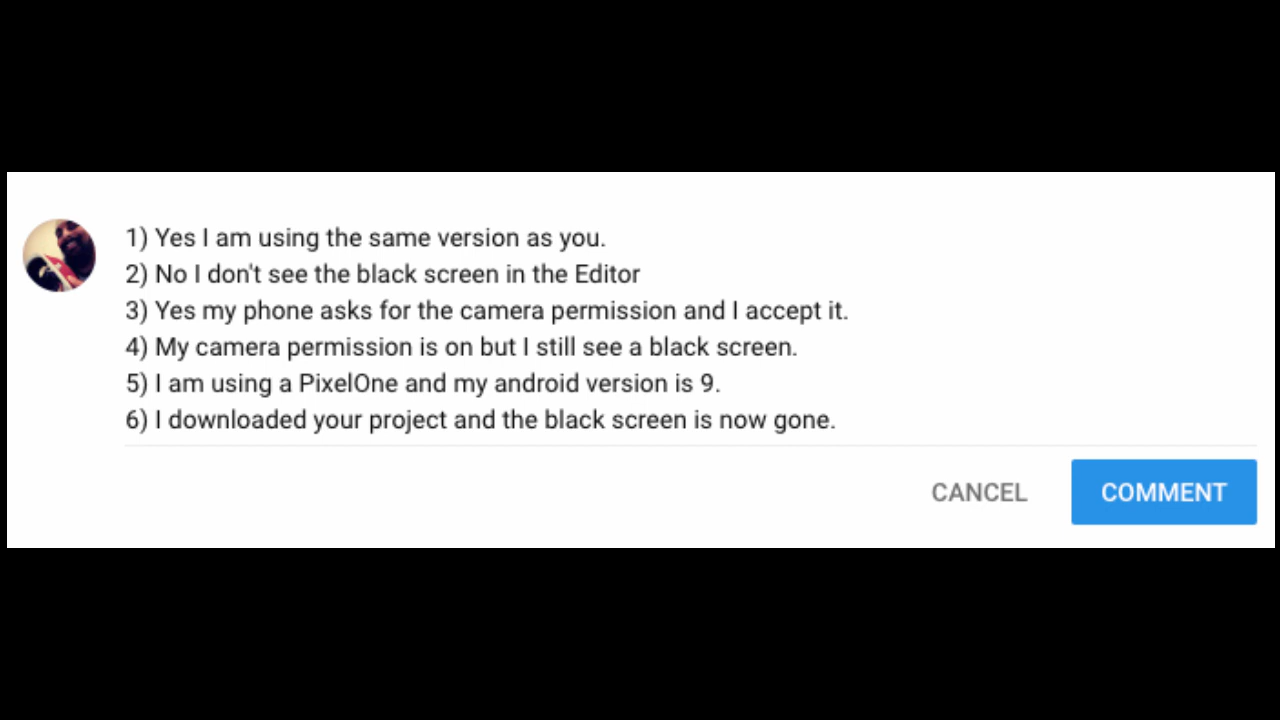 1) Yes I am using the same version as you.
2) No I don't see the black screen in the Editor
3) Yes my phone asks for the camera permission and I accept it.
4) My camera permission is on but I still see a black screen.
5) I am using a PixelOne and my android version is 9.
6) I downloaded your project and the black screen is now gone.
CANCEL COMMENT